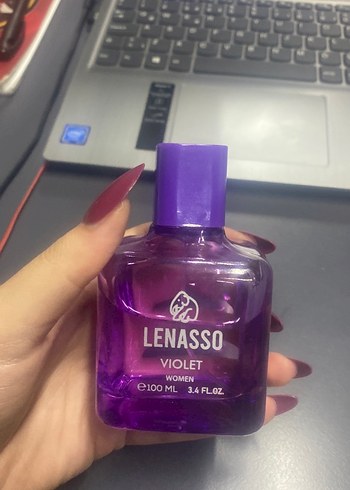 LENASSO
VIOLET
WOMEN
℮100 ML 3.4 FL.OZ.